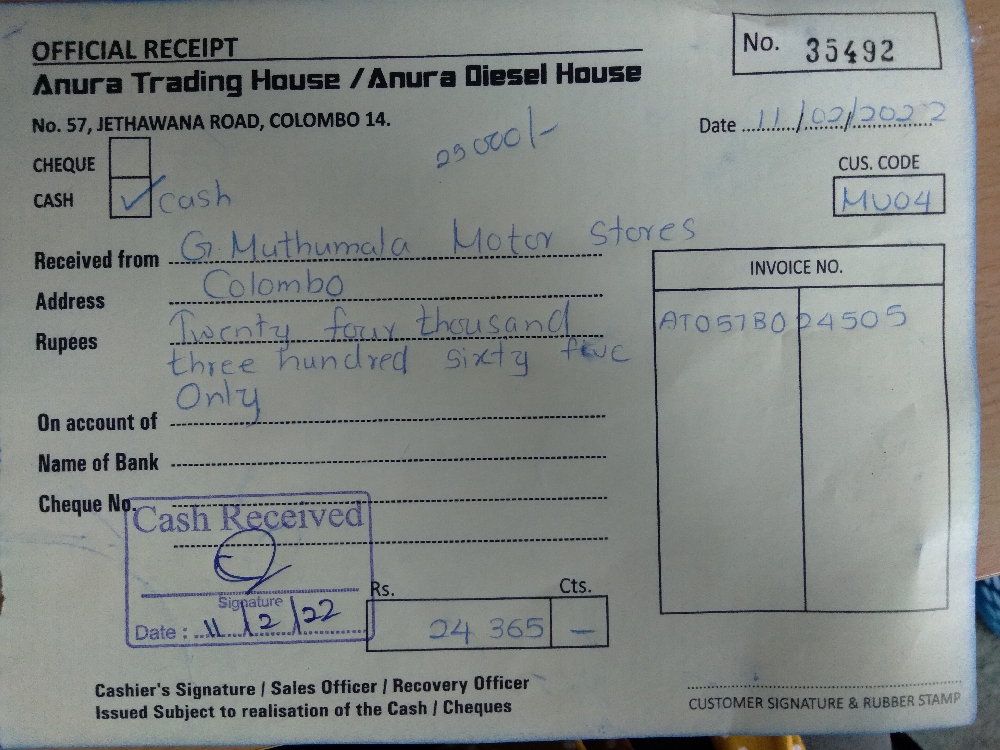 OFFICIAL RECEIPT
No. 35492
Anura Trading House / Anura Diesel House
No. 57, JETHAWANA ROAD, COLOMBO 14.
Date 11/02/2022
25000/-
CHEQUE
CASH ✓ cash
CUS. CODE
MU04
Received from G. Muthumala Motor Stores
Address Colombo
INVOICE NO.
AT057B024505
Rupees Twenty four thousand
three hundred sixty five
Only
On account of
Name of Bank
Cheque No.
Cash Received
Signature
Date : 11/2/22
Rs. Cts.
24 365 —
Cashier's Signature / Sales Officer / Recovery Officer
Issued Subject to realisation of the Cash / Cheques
CUSTOMER SIGNATURE & RUBBER STAMP